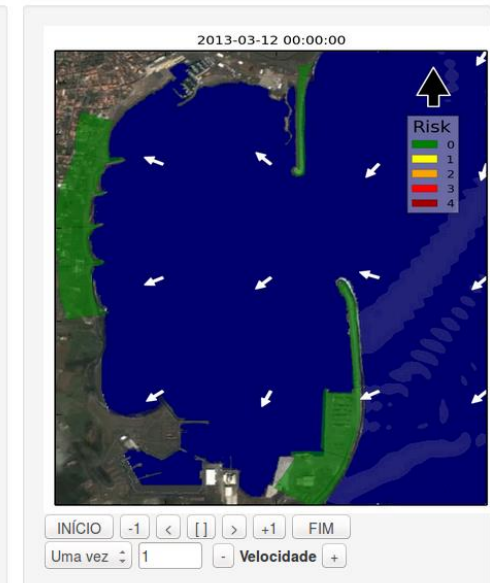 2013-03-12 00:00:00
Risk
0
1
2
3
4
INÍCIO -1 < [ ] > +1 FIM
Uma vez 1 - Velocidade +